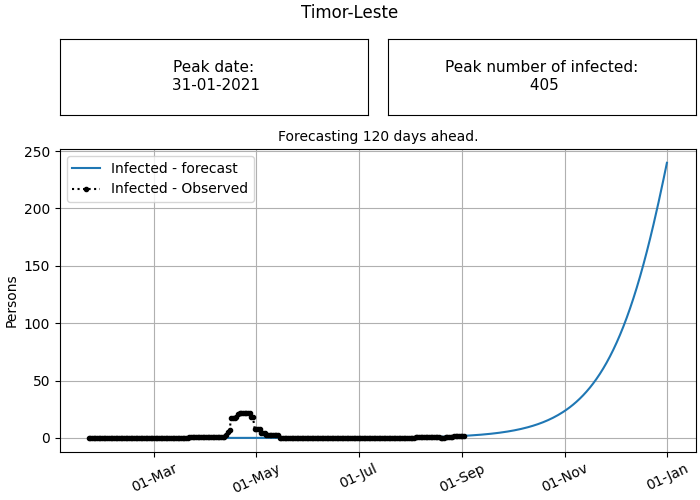 Timor-Leste
Peak date:
31-01-2021
Peak number of infected:
405
Forecasting 120 days ahead.
Infected - forecast
Infected - Observed
Persons
250
200
150
100
50
0
01-Mar
01-May
01-Jul
01-Sep
01-Nov
01-Jan